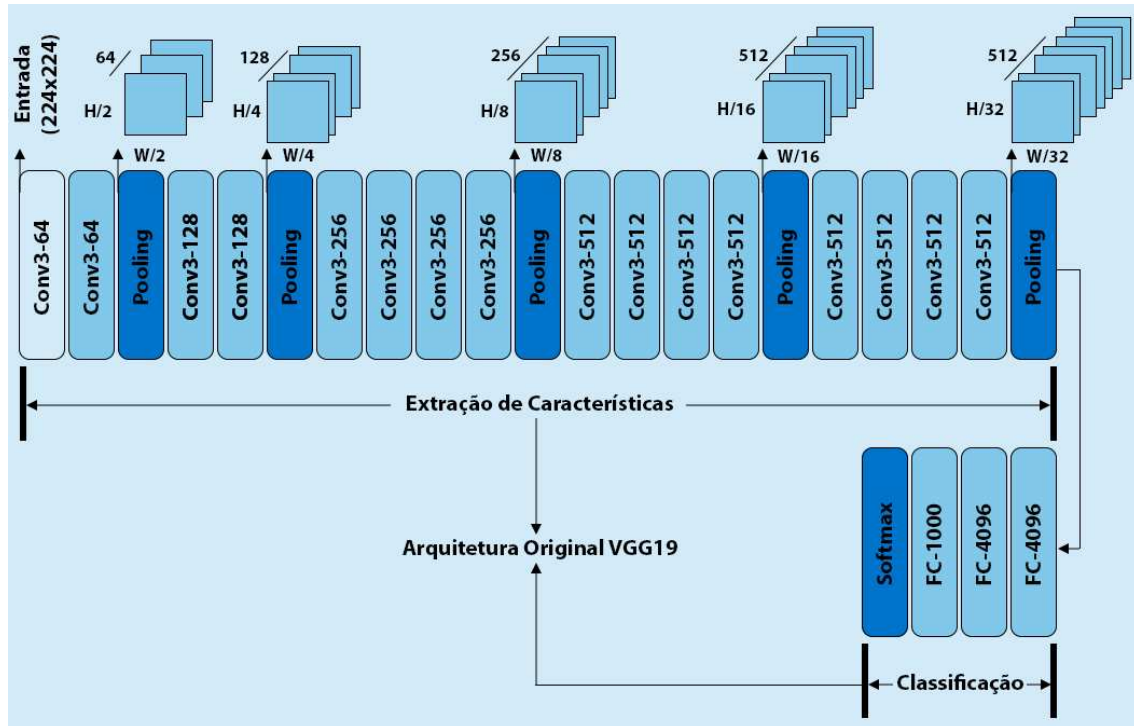 Entrada
(224x224)
64
H/2
W/2
128
H/4
W/4
256
H/8
W/8
512
H/16
W/16
512
H/32
W/32
Conv3-64
Conv3-64
Pooling
Conv3-128
Conv3-128
Pooling
Conv3-256
Conv3-256
Conv3-256
Conv3-256
Pooling
Conv3-512
Conv3-512
Conv3-512
Conv3-512
Pooling
Conv3-512
Conv3-512
Conv3-512
Conv3-512
Pooling
Extração de Características
Arquitetura Original VGG19
Softmax
FC-1000
FC-4096
FC-4096
Classificação